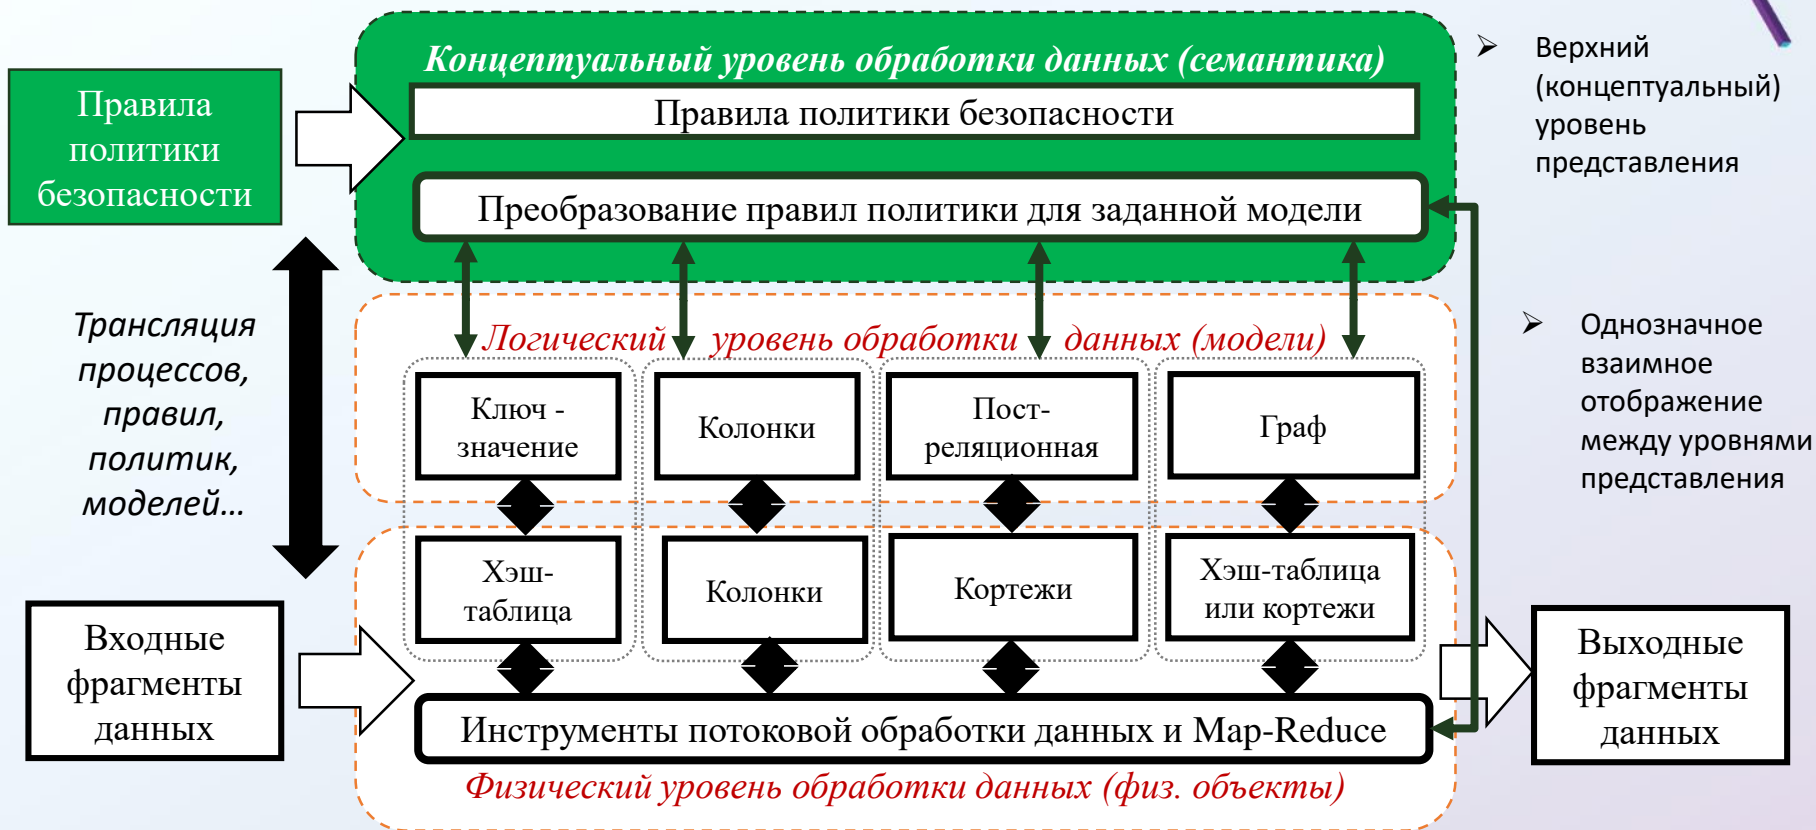 Концептуальный уровень обработки данных (семантика)
Правила
политики
безопасности
Правила политики безопасности
Преобразование правил политики для заданной модели
Верхний
(концептуальный)
уровень
представления
Трансляция
процессов,
правил,
политик,
моделей...
Логический уровень обработки данных (модели)
Ключ -
значение
Колонки
Пост-
реляционная
Граф
Однозначное
взаимное
отображение
между уровнями
представления
Хэш-
таблица
Колонки
Кортежи
Хэш-таблица
или кортежи
Входные
фрагменты
данных
Инструменты потоковой обработки данных и Map-Reduce
Физический уровень обработки данных (физ. объекты)
Выходные
фрагменты
данных